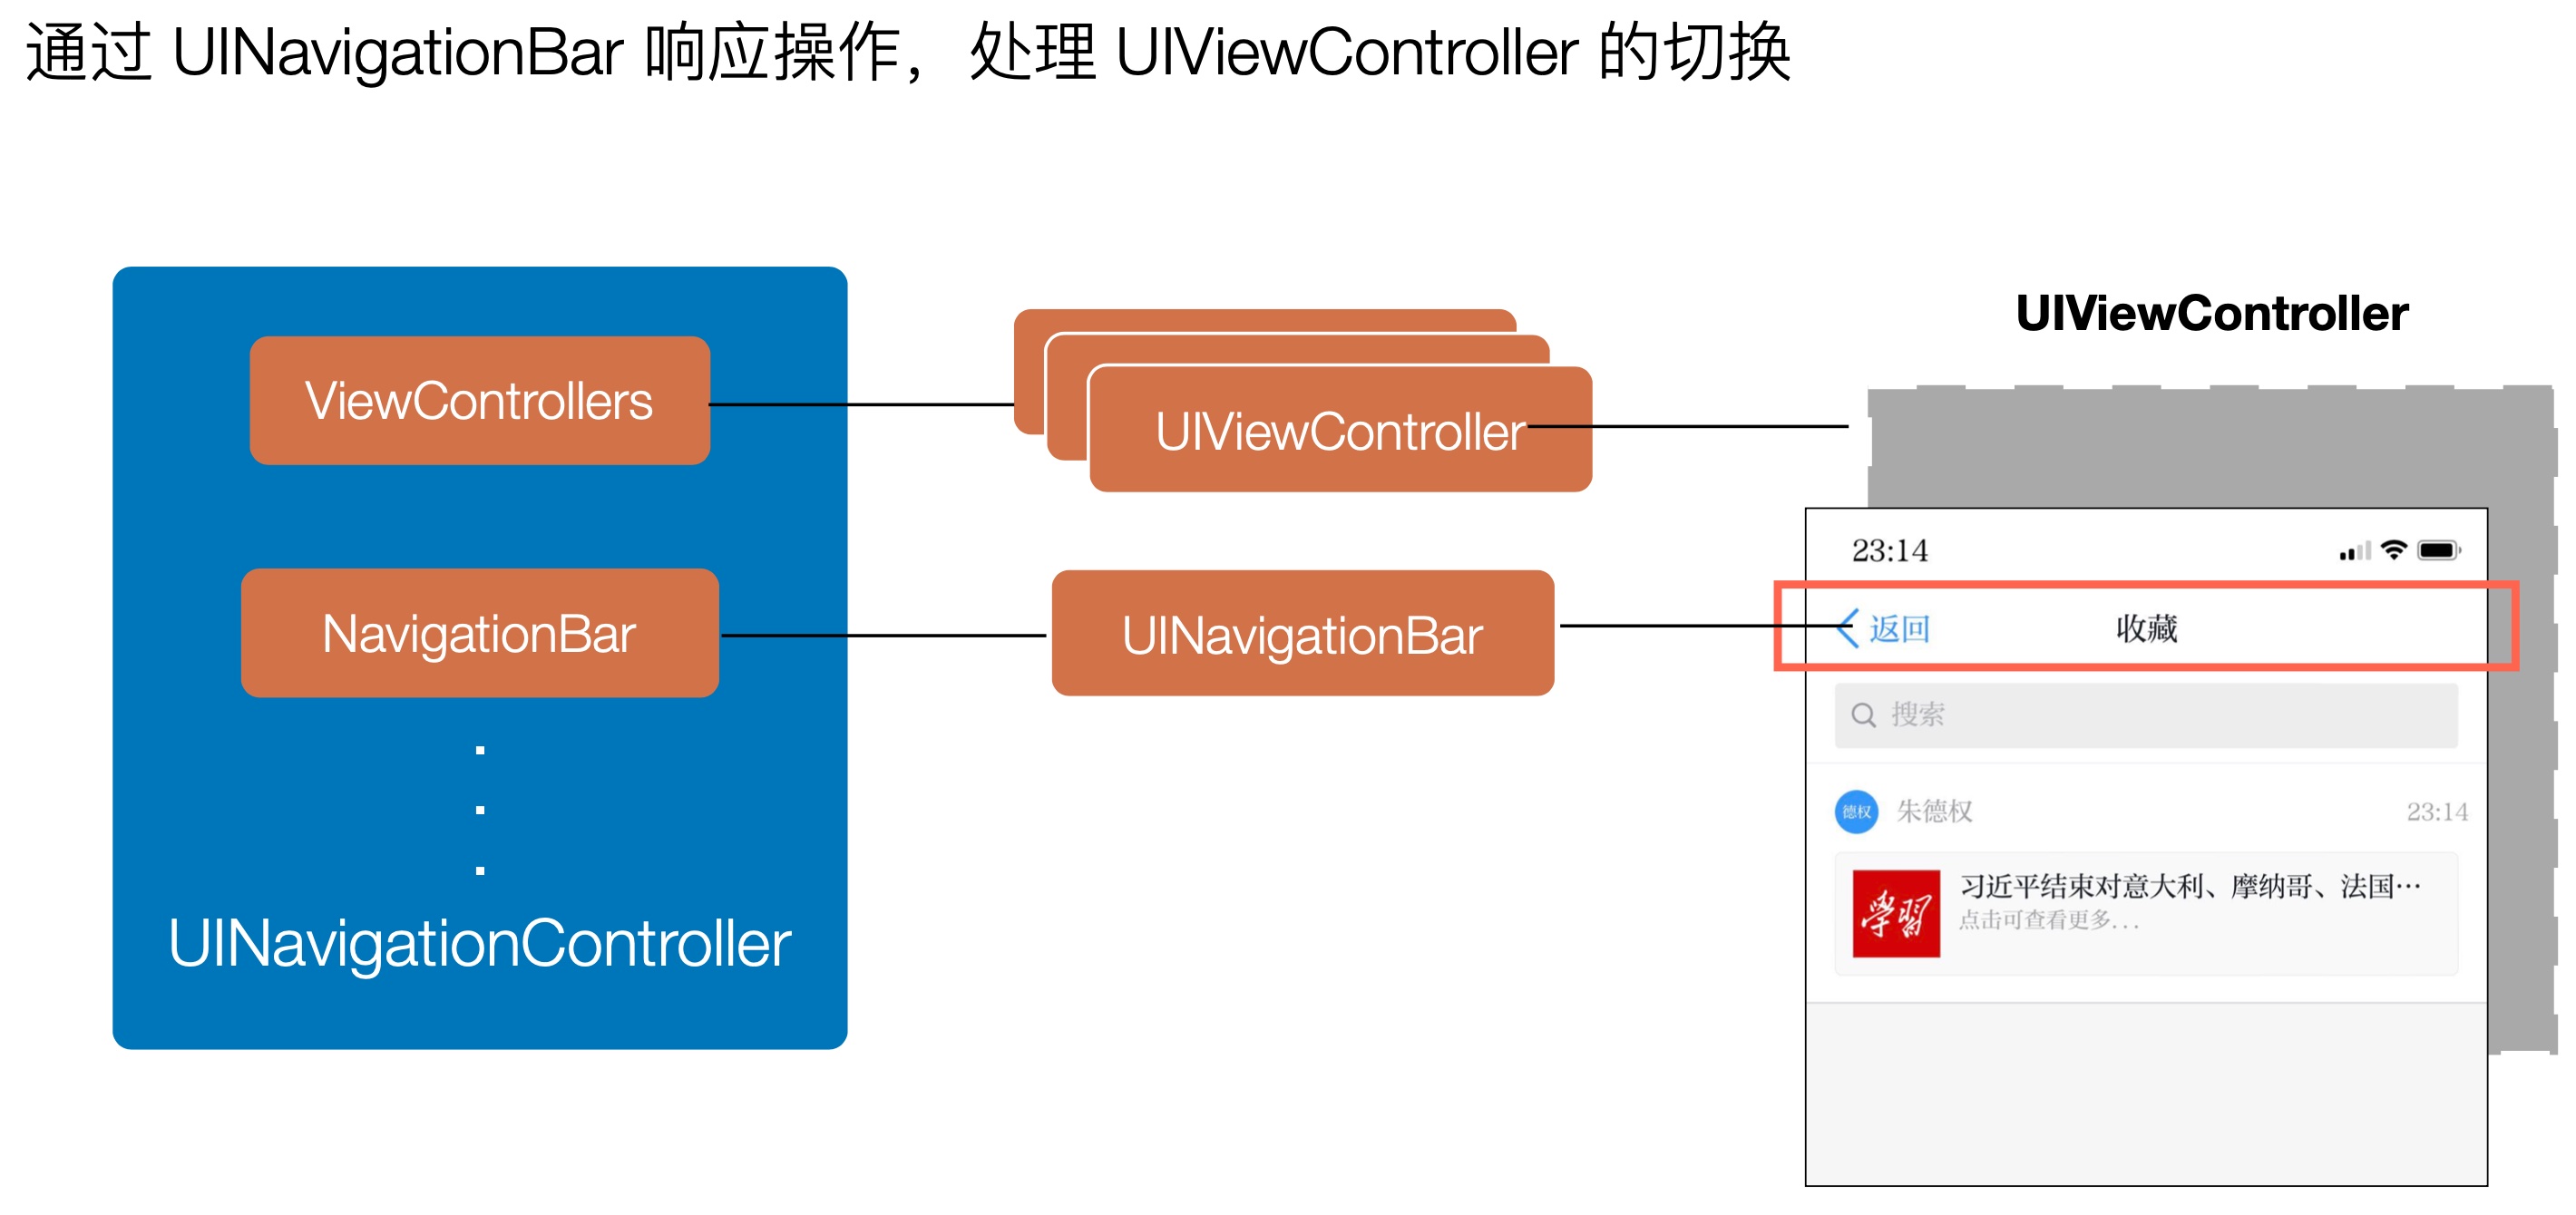 通过 UINavigationBar 响应操作，处理 UIViewController 的切换
ViewControllers
NavigationBar
UINavigationController
UIViewController
UINavigationBar
UIViewController
23:14
返回
收藏
搜索
德权
朱德权
23:14
學習
习近平结束对意大利、摩纳哥、法国…
点击可查看更多...